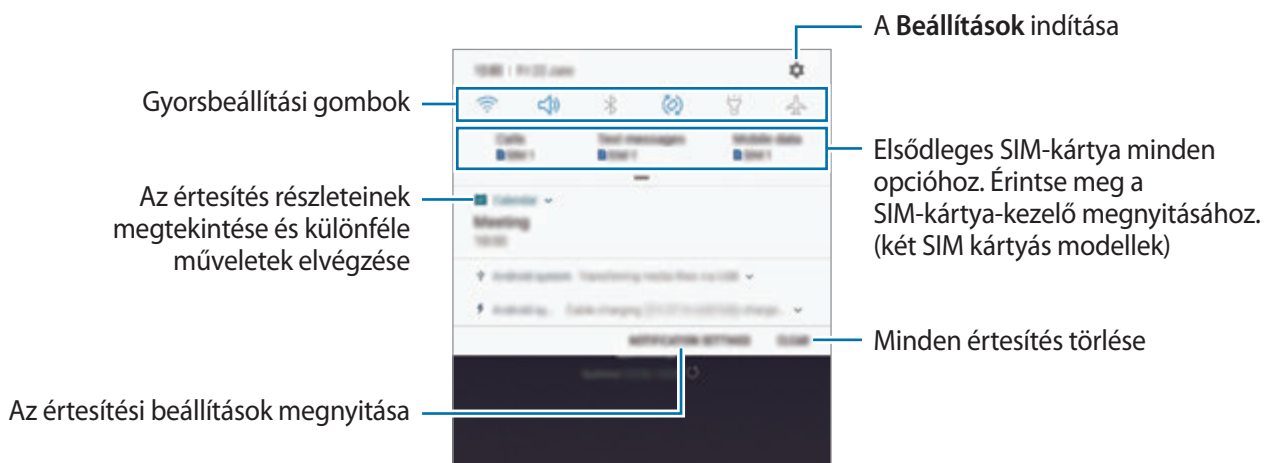 A Beállítások indítása
Gyorsbeállítási gombok
Elsődleges SIM-kártya minden
opcióhoz. Érintse meg a
SIM-kártya-kezelő megnyitásához.
(két SIM kártyás modellek)
Az értesítés részleteinek
megtekintése és különféle
műveletek elvégzése
Calls
Text messages
Mobile data
Calendar
Meeting
Android system
NOTIFICATION SETTINGS
CLEAR
Minden értesítés törlése
Az értesítési beállítások megnyitása